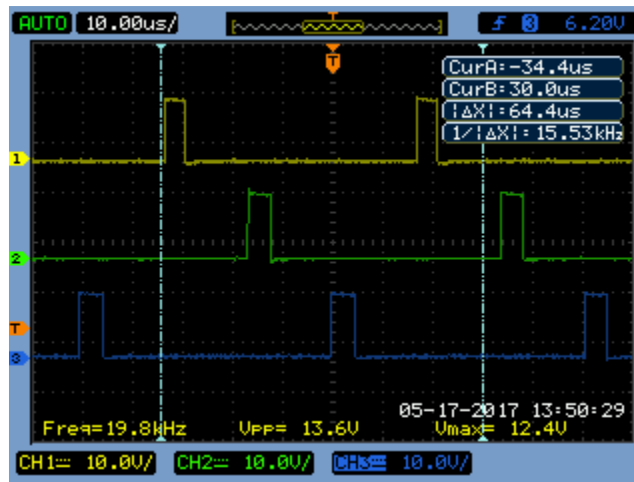 AUTO 10.00us/ T f 3 6.20V
T
CurA=-34.4us
CurB=30.0us
|ΔX|=64.4us
1/|ΔX|=15.53kHz
1
2
T
3
05-17-2017 13:50:29
Freq=19.8kHz Vpp= 13.6V Vmax= 12.4V
CH1 10.0V/ CH2 10.0V/ CH3 10.0V/